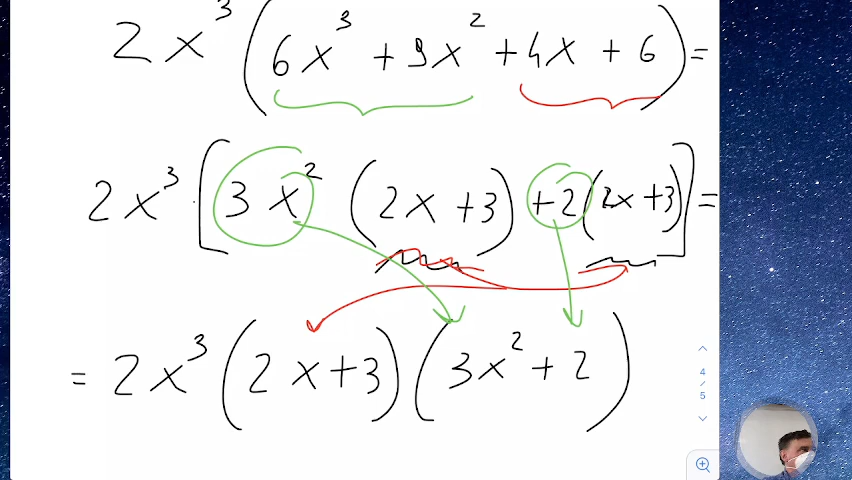 2x³ (6x³ + 9x² + 4x + 6) =
2x³ [3x² (2x + 3) + 2 (2x + 3)] =
= 2x³ (2x + 3) (3x² + 2)
4
/
5